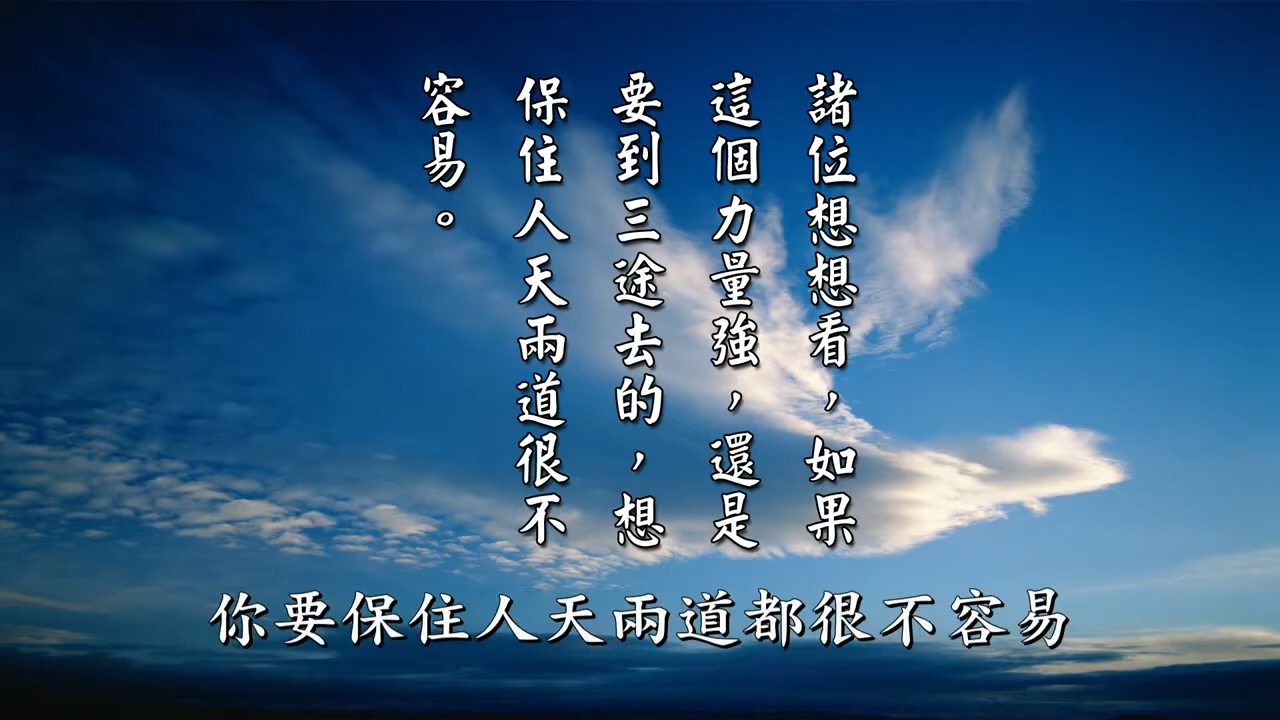 諸位想想看，如果
這個力量強，還是
要到三途去的，想
保住人天兩道很不
容易。
你要保住人天兩道都很不容易